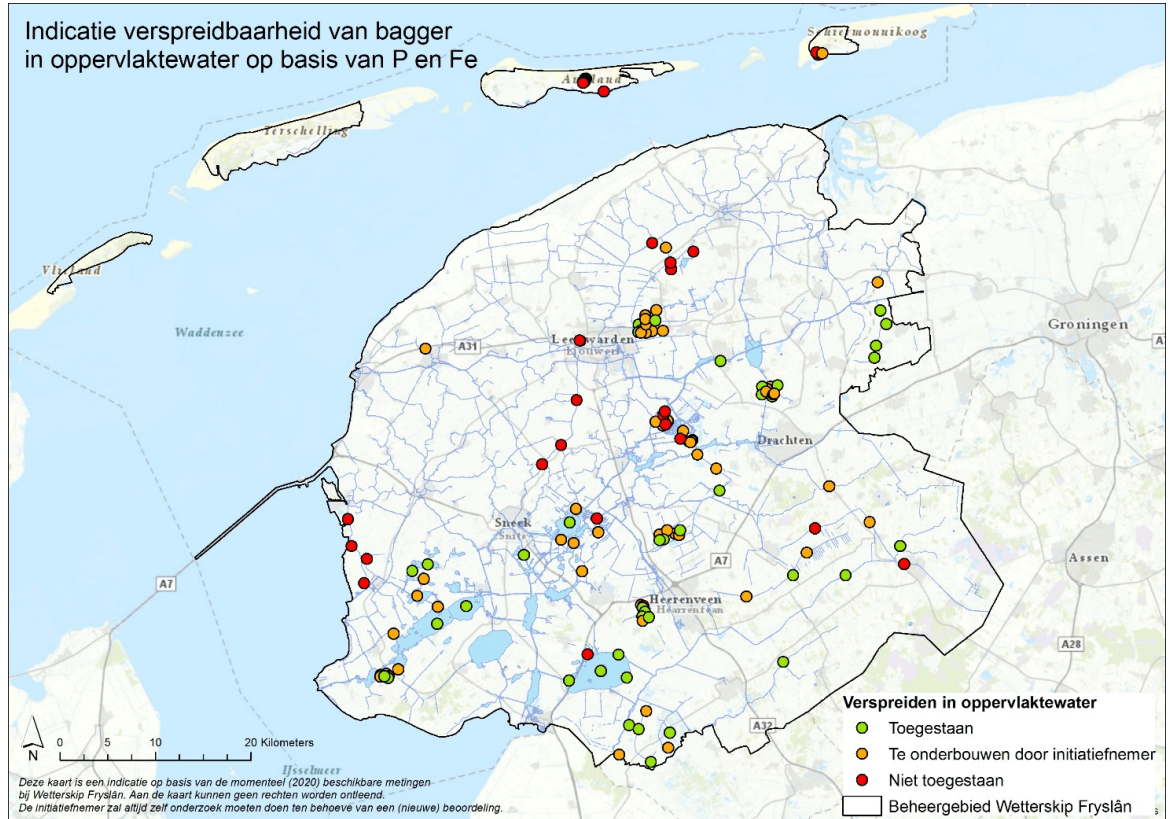 Indicatie verspreidbaarheid van bagger
in oppervlaktewater op basis van P en Fe
Ameland
Terschelling
Vlieland
Waddenzee
Groningen
A31
Leeuwarden
Ljouwert
Drachten
Sneek
Snits
A7
A7
Assen
Heerenveen
Hearrenfean
A28
A32
N
0 5 10 20 Kilometers
IJsselmeer
Deze kaart is een indicatie op basis van de momenteel (2020) beschikbare metingen
bij Wetterskip Fryslân. Aan de kaart kunnen geen rechten worden ontleend.
De initiatiefnemer zal altijd zelf onderzoek moeten doen ten behoeve van een (nieuwe) beoordeling.
Verspreiden in oppervlaktewater
Toegestaan
Te onderbouwen door initiatiefnemer
Niet toegestaan
Beheergebied Wetterskip Fryslân